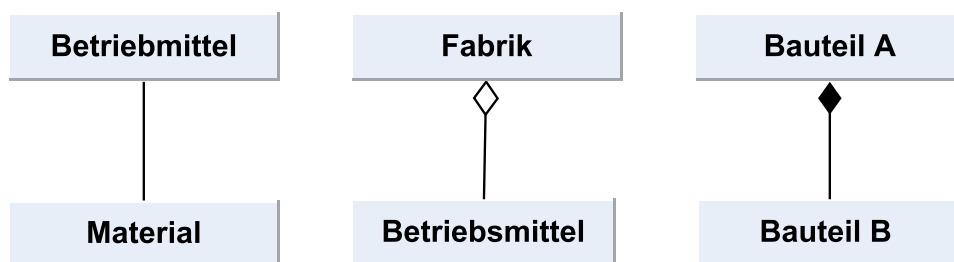 Betriebmittel
Fabrik
Bauteil A
Material
Betriebsmittel
Bauteil B